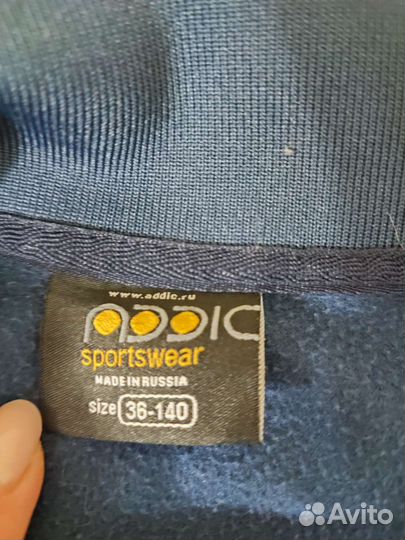 www.addic.ru
ADDIC
sportswear
MADE IN RUSSIA
size 36-140
Avito